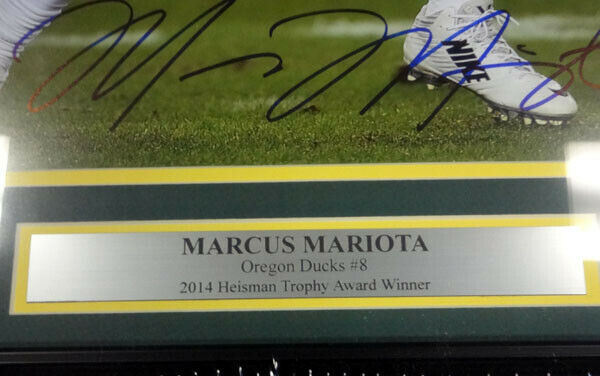 NIKE
MARCUS MARIOTA
Oregon Ducks #8
2014 Heisman Trophy Award Winner